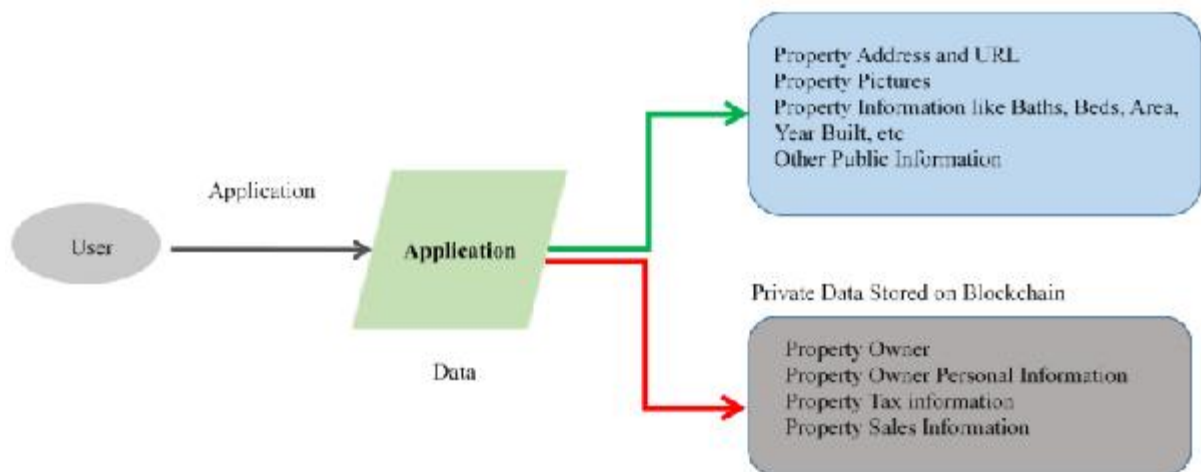 Property Address and URL
Property Pictures
Property Information like Baths, Beds, Area,
Year Built, etc
Other Public Information
Application
User
Application
Data
Private Data Stored on Blockchain
Property Owner
Property Owner Personal Information
Property Tax information
Property Sales Information